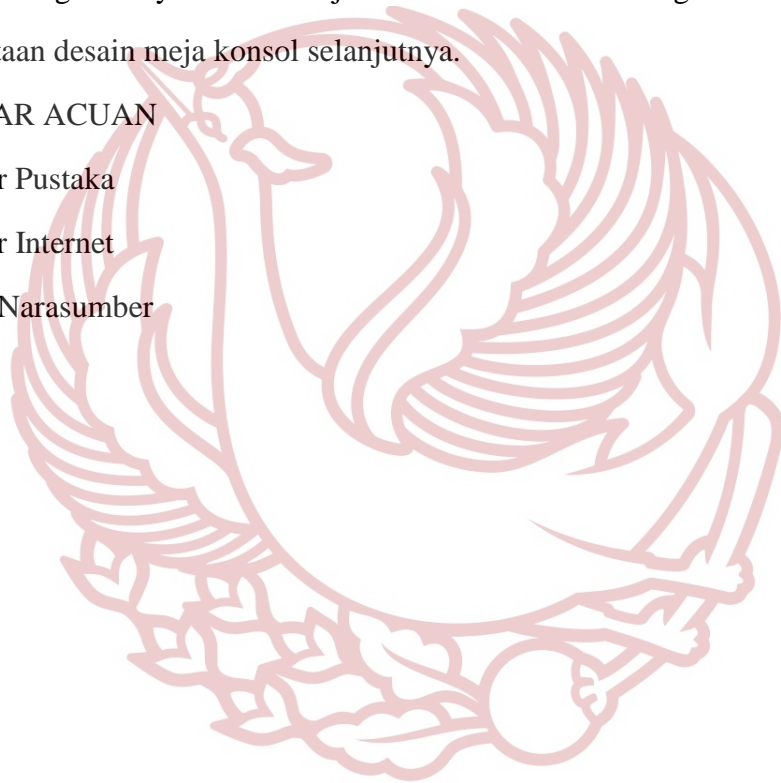 taan desain meja konsol selanjutnya.
AR ACUAN
r Pustaka
r Internet
Narasumber